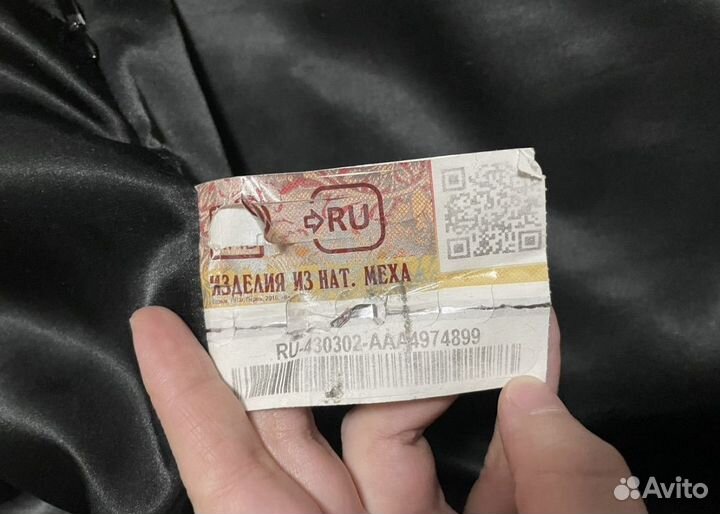 RU
ИЗДЕЛИЯ ИЗ НАТ. МЕХА
RU-430302-AAA4974899
Avito